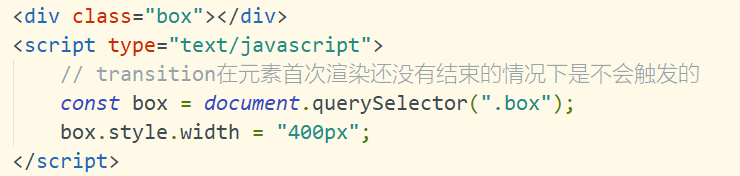 <div class="box"></div>
<script type="text/javascript">
    // transition在元素首次渲染还没有结束的情况下是不会触发的
    const box = document.querySelector(".box");
    box.style.width = "400px";
</script>